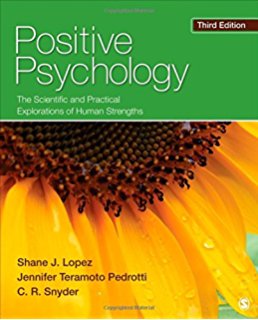 Third Edition
Positive
Psychology
The Scientific and Practical
Explorations of Human Strengths
Shane J. Lopez
Jennifer Teramoto Pedrotti
C. R. Snyder